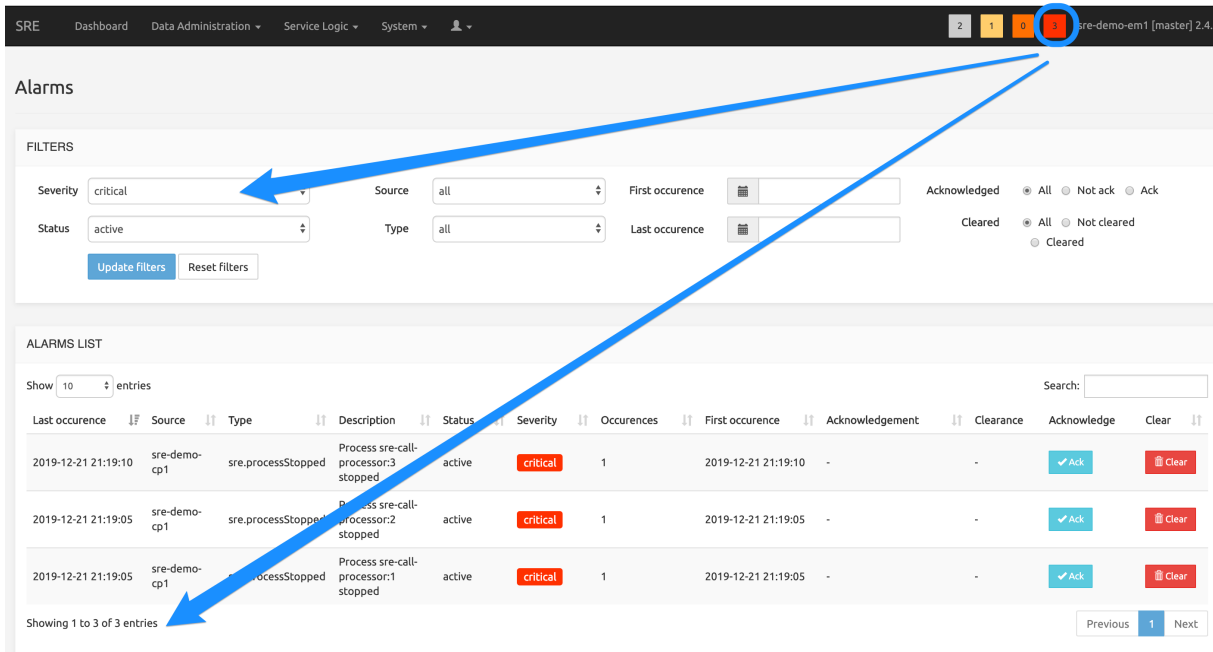 SRE Dashboard Data Administration Service Logic System 2 1 0 3 sre-demo-em1 [master] 2.4.
Alarms
FILTERS
Severity critical Source all First occurence Acknowledged All Not ack Ack
Status active Type all Last occurence Cleared All Not cleared
Cleared
Update filters Reset filters
ALARMS LIST
Show 10 entries Search:
Last occurence Source Type Description Status Severity Occurences First occurence Acknowledgement Clearance Acknowledge Clear
Process sre-call-
2019-12-21 21:19:10 sre-demo-cp1 sre.processStopped processor:3 active critical 1 2019-12-21 21:19:10 - - Ack Clear
stopped
Process sre-call-
2019-12-21 21:19:05 sre-demo-cp1 sre.processStopped processor:2 active critical 1 2019-12-21 21:19:05 - - Ack Clear
stopped
Process sre-call-
2019-12-21 21:19:05 sre-demo-cp1 sre.processStopped processor:1 active critical 1 2019-12-21 21:19:05 - - Ack Clear
stopped
Showing 1 to 3 of 3 entries Previous 1 Next